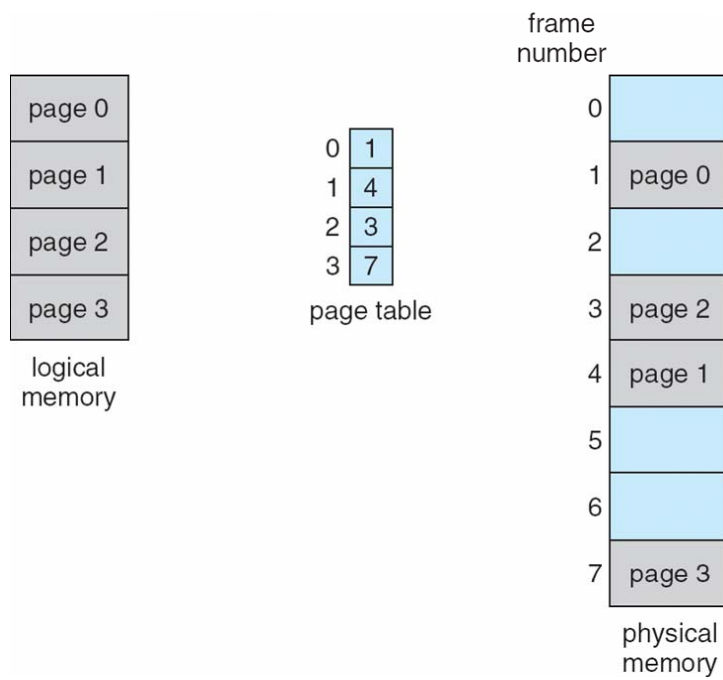 frame
number
page 0
page 1
page 2
page 3
logical
memory
0 1
1 4
2 3
3 7
page table
0
1 page 0
2
3 page 2
4 page 1
5
6
7 page 3
physical
memory